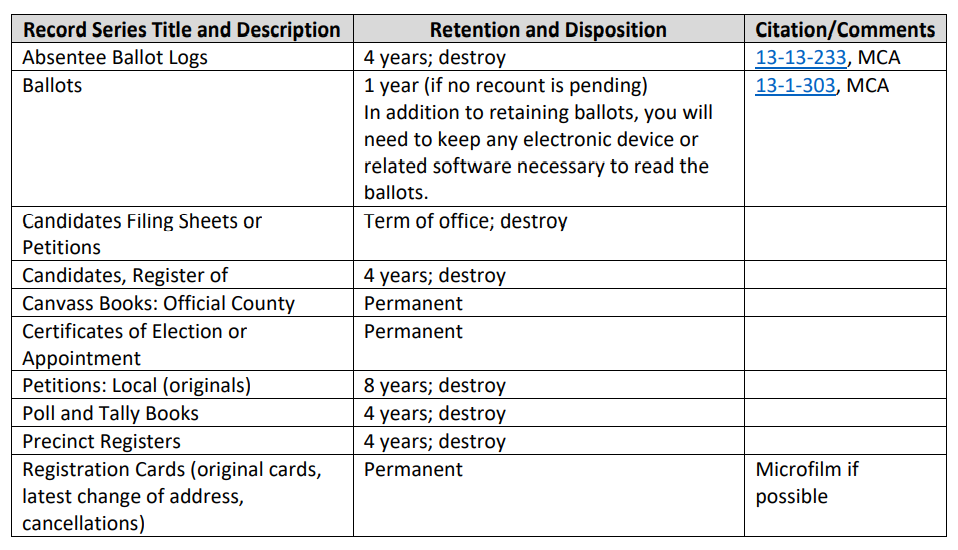 Record Series Title and Description Retention and Disposition Citation/Comments
Absentee Ballot Logs 4 years; destroy 13-13-233, MCA
Ballots 1 year (if no recount is pending) 13-1-303, MCA
In addition to retaining ballots, you will
need to keep any electronic device or
related software necessary to read the
ballots.
Candidates Filing Sheets or Term of office; destroy
Petitions
Candidates, Register of 4 years; destroy
Canvass Books: Official County Permanent
Certificates of Election or Permanent
Appointment
Petitions: Local (originals) 8 years; destroy
Poll and Tally Books 4 years; destroy
Precinct Registers 4 years; destroy
Registration Cards (original cards, Permanent Microfilm if
latest change of address, possible
cancellations)